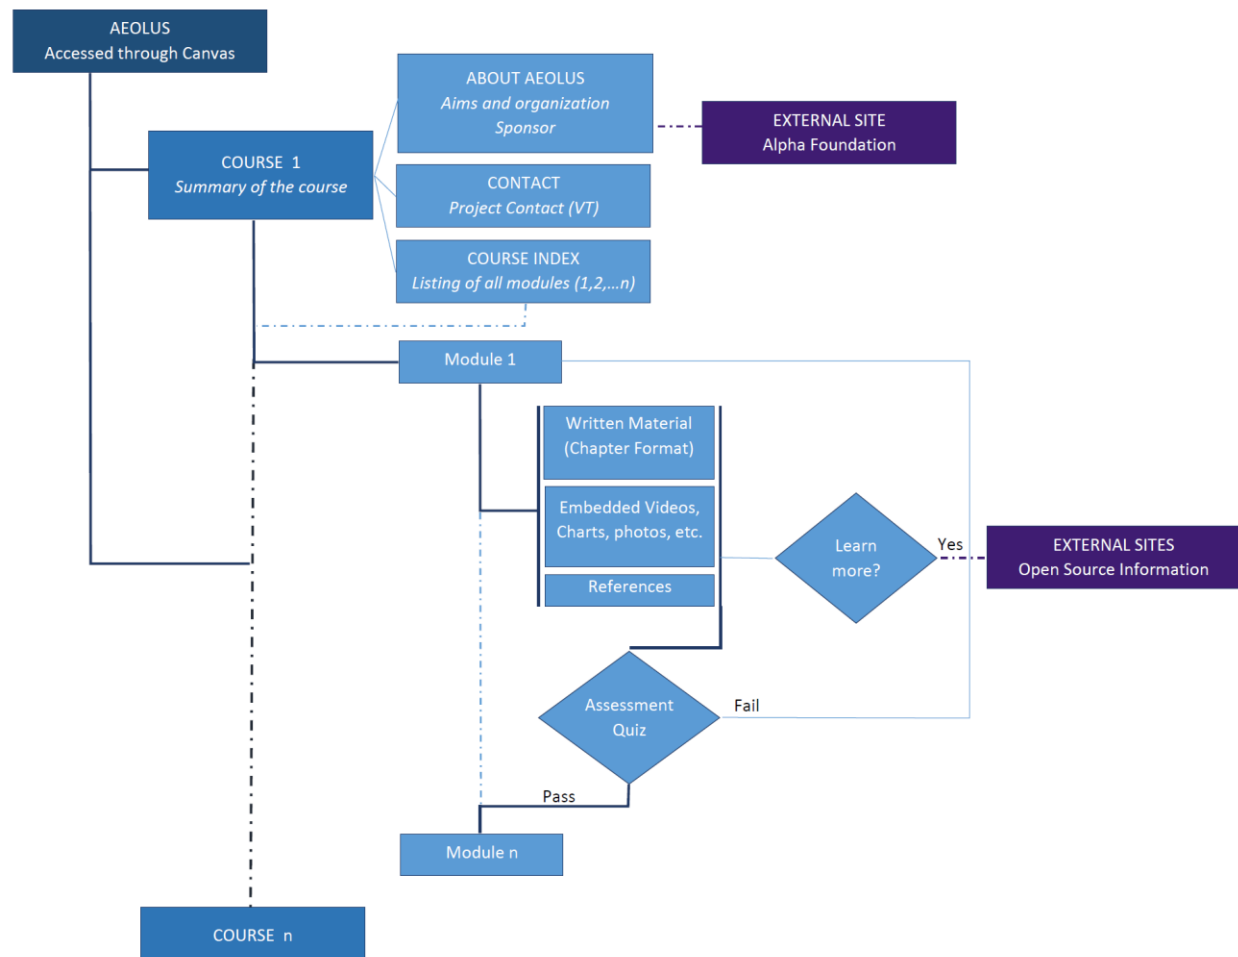 AEOLUS
Accessed through Canvas
ABOUT AEOLUS
Aims and organization
Sponsor
EXTERNAL SITE
Alpha Foundation
COURSE 1
Summary of the course
CONTACT
Project Contact (VT)
COURSE INDEX
Listing of all modules (1,2,...n)
Module 1
Written Material
(Chapter Format)
Embedded Videos,
Charts, photos, etc.
References
Learn
more?
Yes
EXTERNAL SITES
Open Source Information
Assessment
Quiz
Fail
Pass
Module n
COURSE n